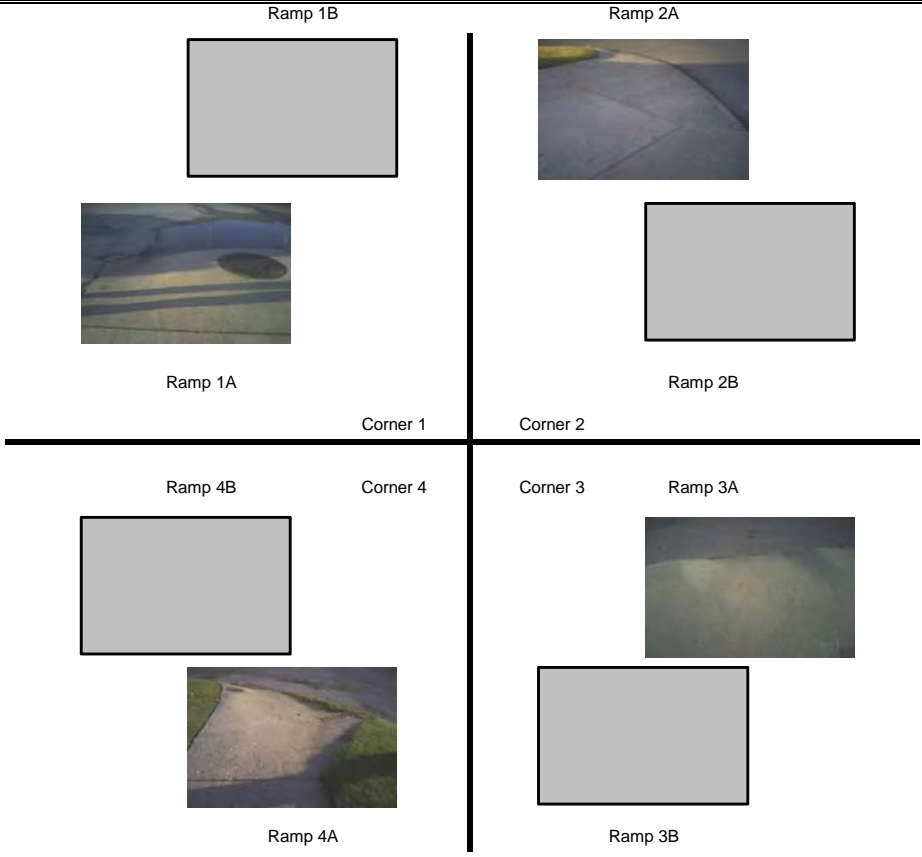 Ramp 1B Ramp 2A
Ramp 1A Ramp 2B
Corner 1 Corner 2
Ramp 4B Corner 4 Corner 3 Ramp 3A
Ramp 4A Ramp 3B